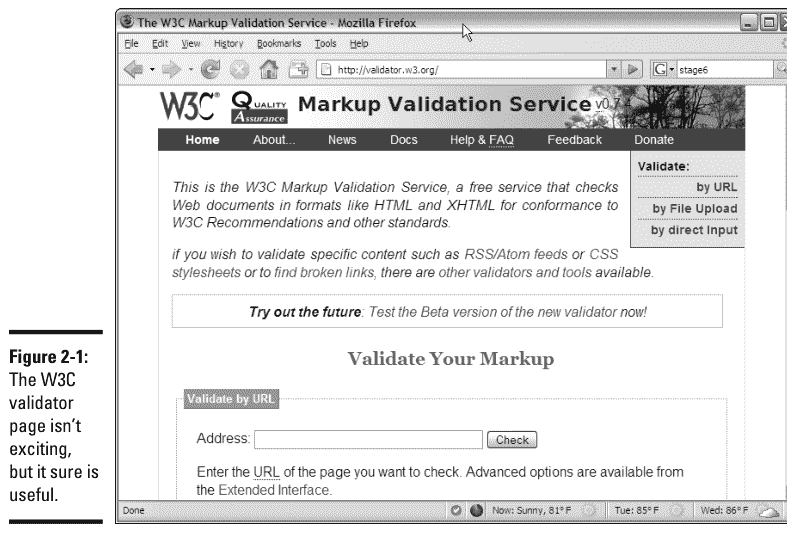 The W3C Markup Validation Service - Mozilla Firefox
File Edit View History Bookmarks Tools Help
http://validator.w3.org/
G stage6
W3C® QUALITY Assurance Markup Validation Service v0.7
Home About... News Docs Help & FAQ Feedback Donate
Validate:
by URL
by File Upload
by direct Input
This is the W3C Markup Validation Service, a free service that checks
Web documents in formats like HTML and XHTML for conformance to
W3C Recommendations and other standards.
if you wish to validate specific content such as RSS/Atom feeds or CSS
stylesheets or to find broken links, there are other validators and tools available.
Try out the future: Test the Beta version of the new validator now!
Validate Your Markup
Validate by URL
Address: Check
Enter the URL of the page you want to check. Advanced options are available from
the Extended Interface.
Done Now: Sunny, 81° F Tue: 85° F Wed: 86° F
Figure 2-1:
The W3C
validator
page isn't
exciting,
but it sure is
useful.